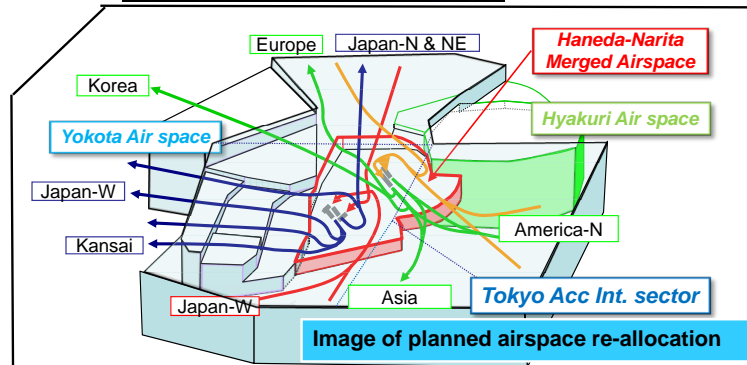 Europe
Japan-N & NE
Haneda-Narita
Merged Airspace
Korea
Hyakuri Air space
Yokota Air space
Japan-W
America-N
Kansai
Asia
Tokyo Acc Int. sector
Japan-W
Image of planned airspace re-allocation